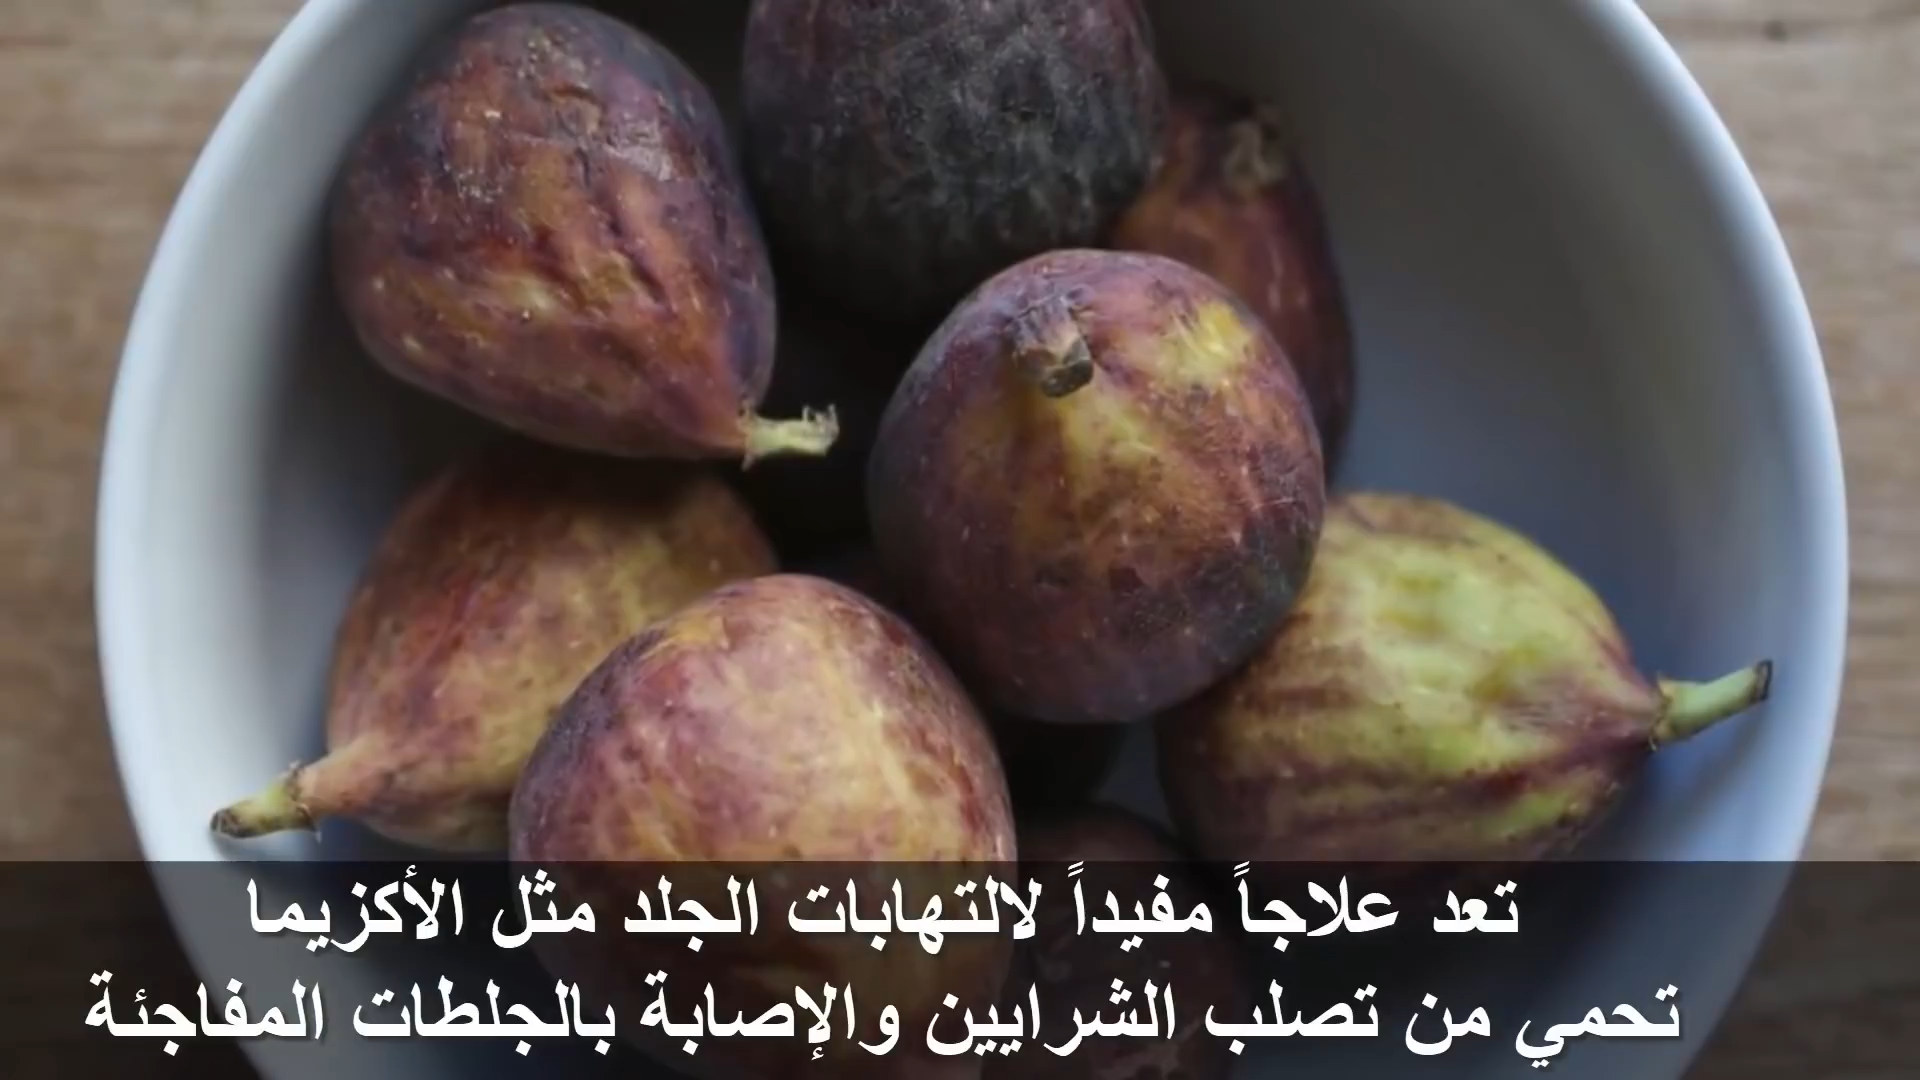 تعد علاجاً مفيداً لالتهابات الجلد مثل الأكزيما
تحمي من تصلب الشرايين والإصابة بالجلطات المفاجئة